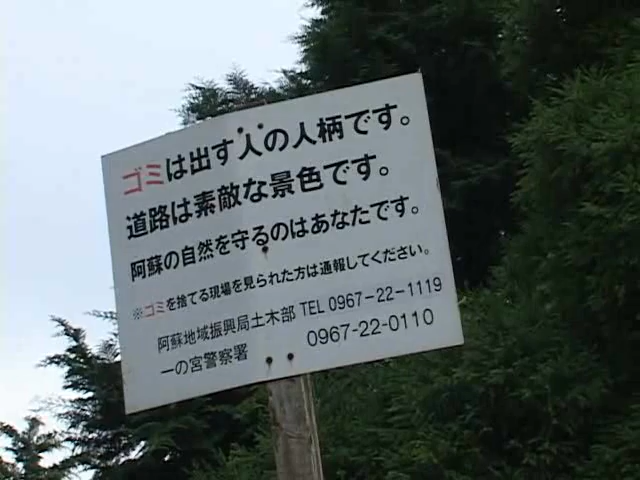 ゴミは出す人の人柄です。
道路は素敵な景色です。
阿蘇の自然を守るのはあなたです。
※ゴミを捨てる現場を見られた方は通報してください。
阿蘇地域振興局土木部 TEL 0967-22-1119
一の宮警察署 0967-22-0110